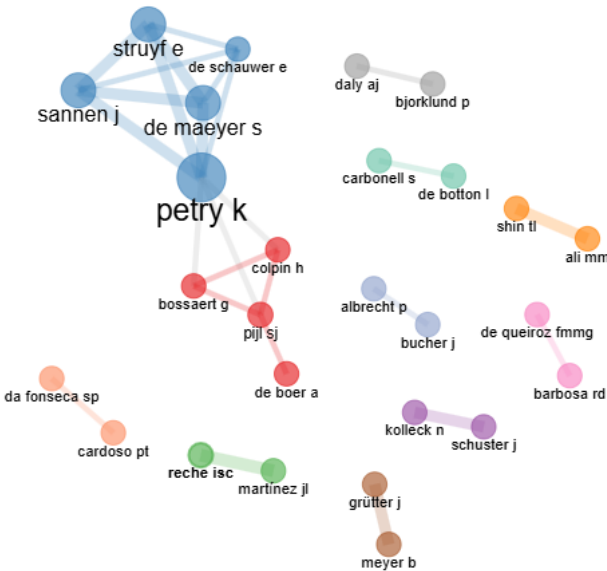 struyf e
de schauwer e
daly aj
bjorklund p
sannen j
de maeyer s
carbonell s
de botton l
petry k
shin tl
ali mm
colpin h
bossaert g
albrecht p
pijl sj
bucher j
de queiroz fmmg
de boer a
barbosa rd
da fonseca sp
cardoso pt
kolleck n
schuster j
reche isc
martínez jl
grütter j
meyer b